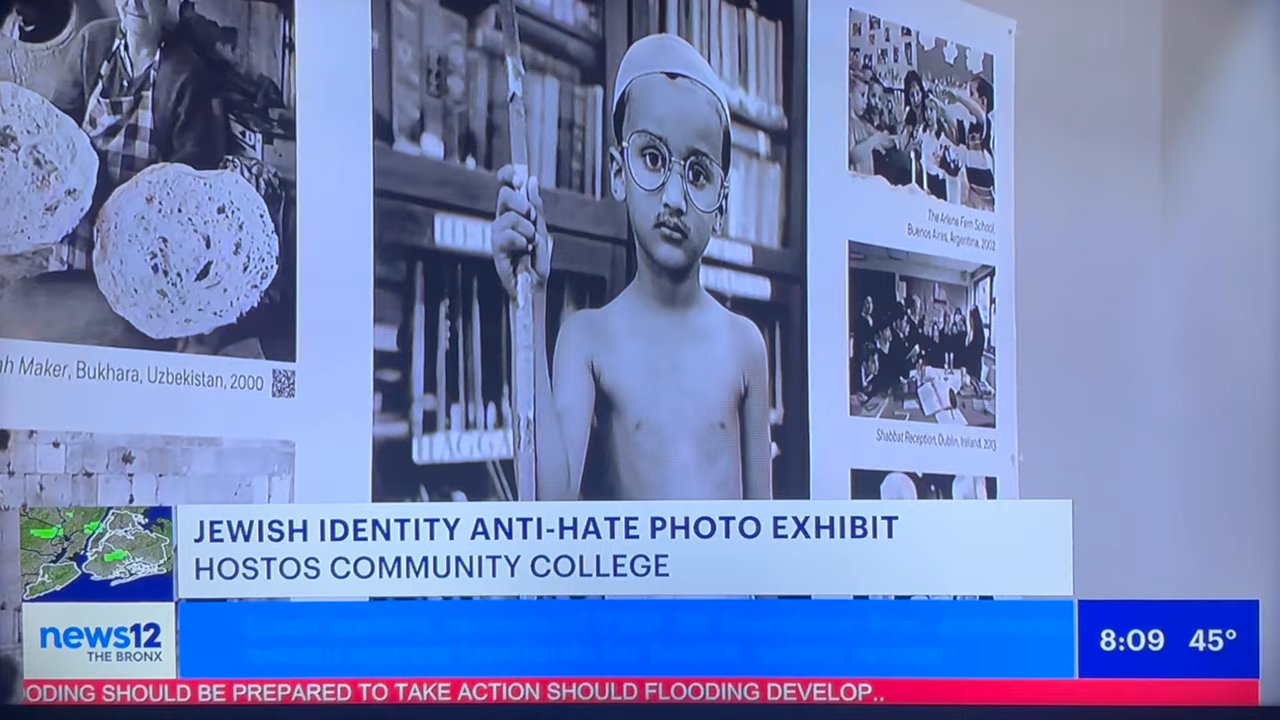 The Arlene Fern School,
Buenos Aires, Argentina, 2002
ah Maker, Bukhara, Uzbekistan, 2000
HAGGA
Shabbat Reception, Dublin, Ireland, 2013
JEWISH IDENTITY ANTI-HATE PHOTO EXHIBIT
HOSTOS COMMUNITY COLLEGE
news12
THE BRONX
8:09 45°
ODING SHOULD BE PREPARED TO TAKE ACTION SHOULD FLOODING DEVELOP..